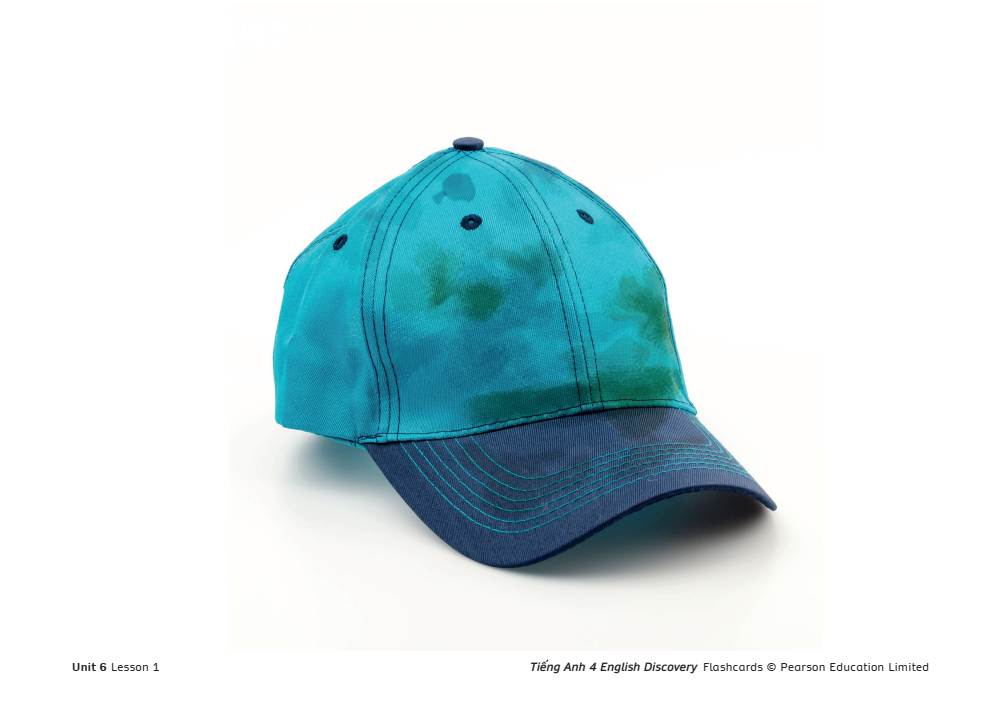 Unit 6 Lesson 1
Tiếng Anh 4 English Discovery Flashcards © Pearson Education Limited